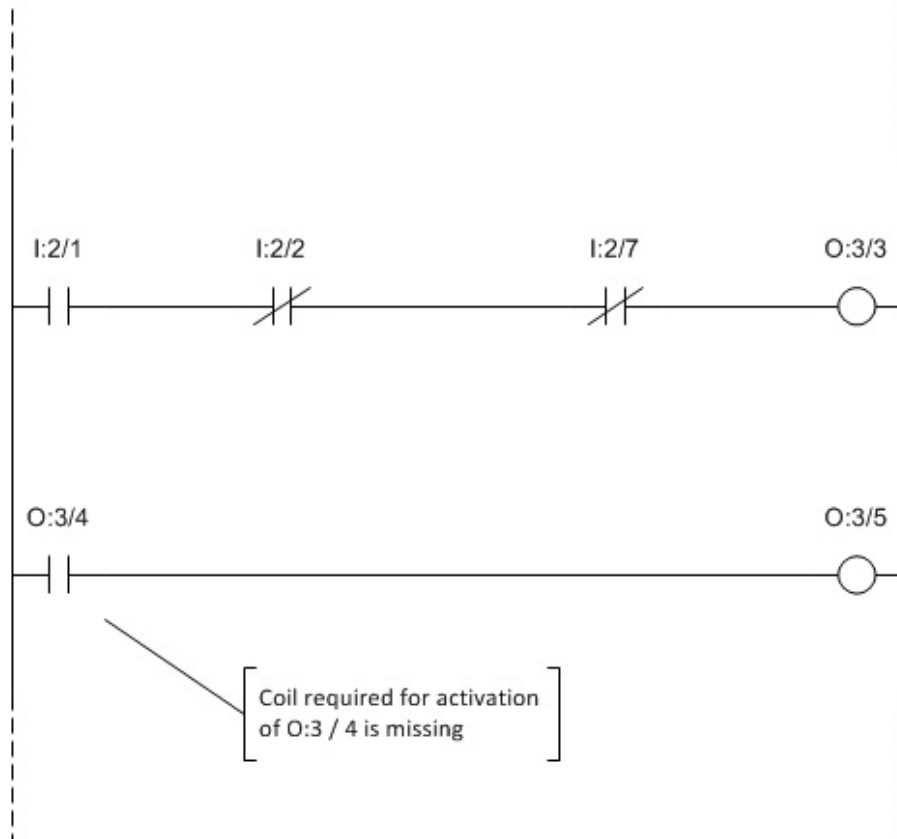 I:2/1
I:2/2
I:2/7
O:3/3
O:3/4
O:3/5
Coil required for activation
of O:3 / 4 is missing